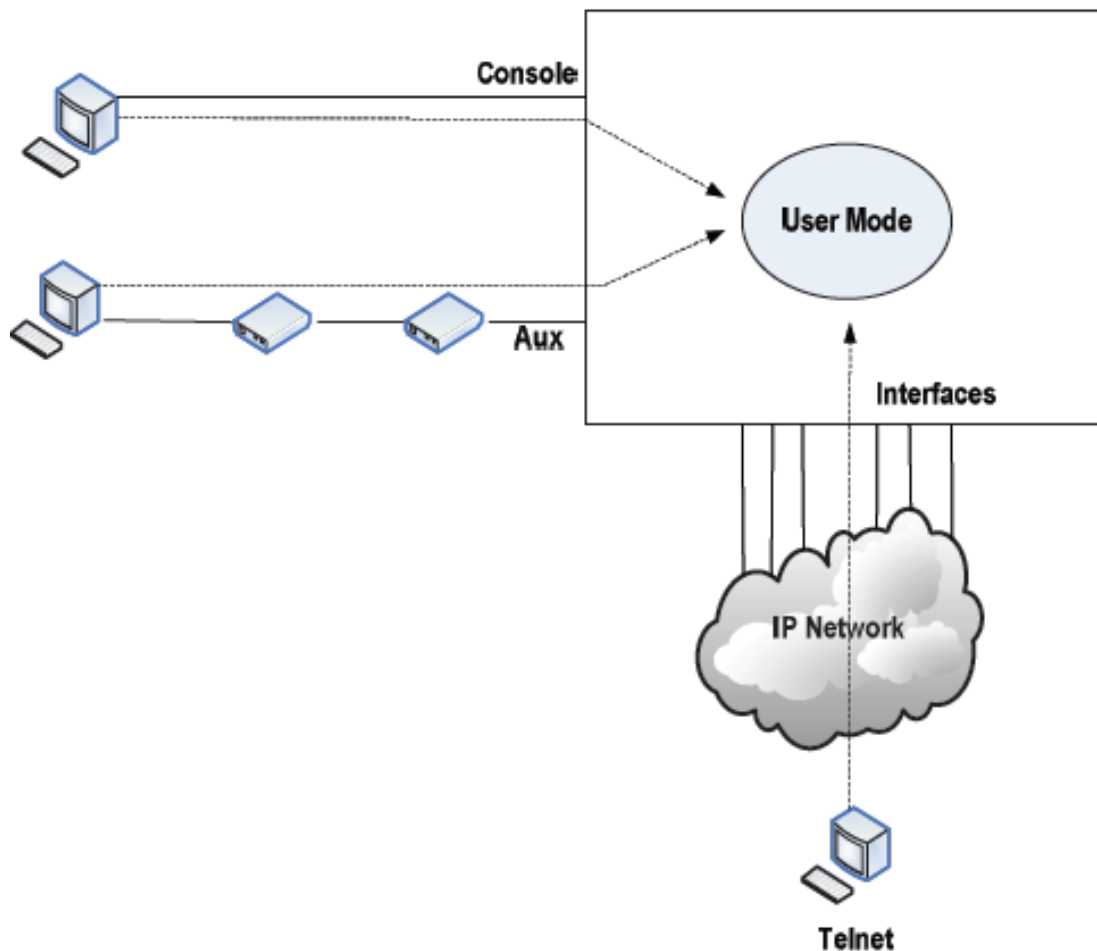 Console
User Mode
Aux
Interfaces
IP Network
Telnet